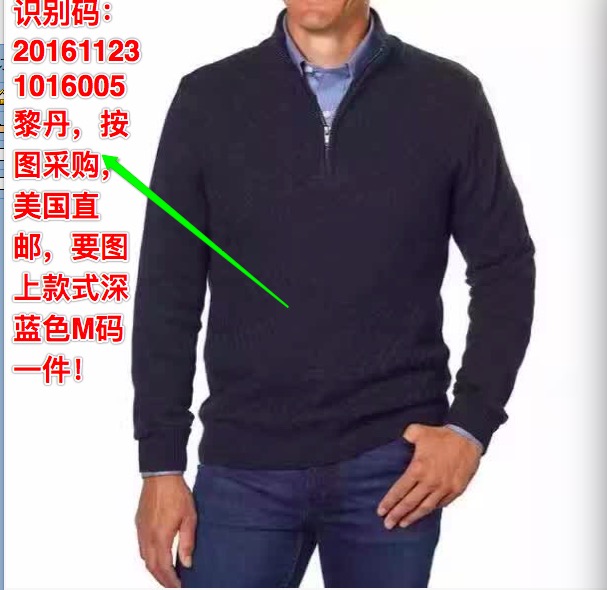 识别码：
20161123
1016005
黎丹，按
图采购，
美国直
邮，要图
上款式深
蓝色M码
一件！